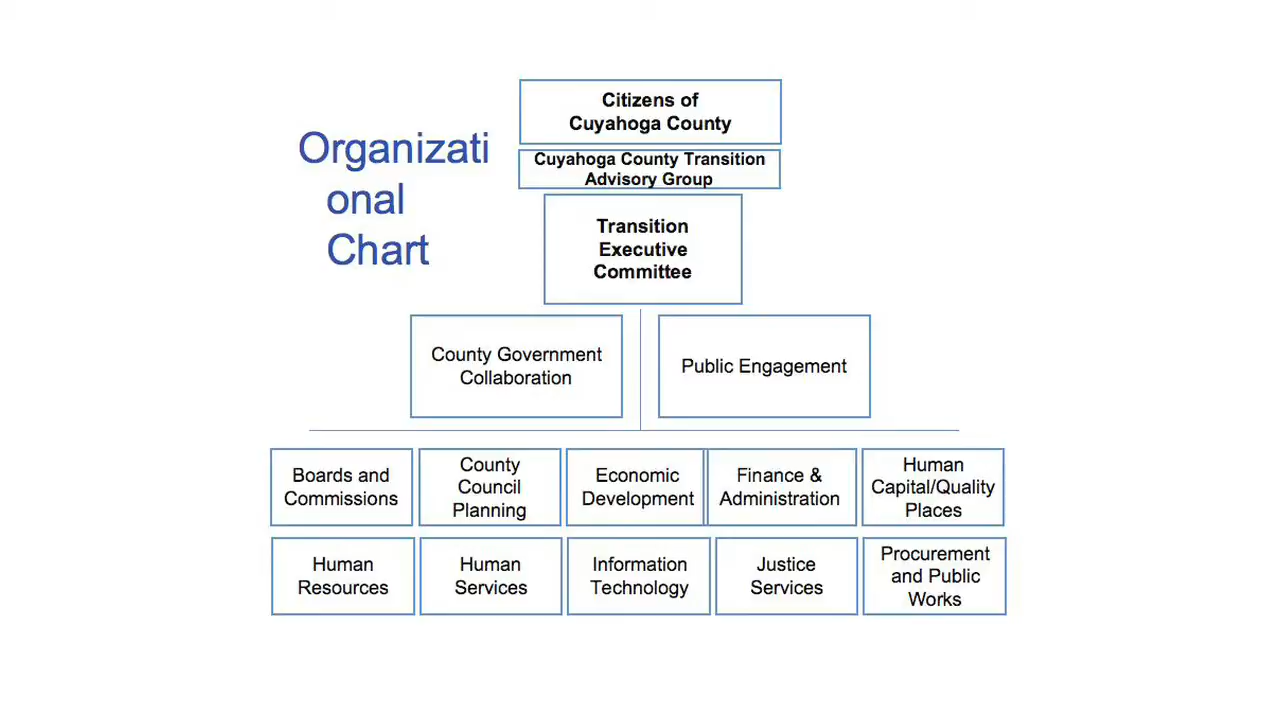 Organizati
onal
Chart
Citizens of
Cuyahoga County
Cuyahoga County Transition
Advisory Group
Transition
Executive
Committee
County Government
Collaboration
Public Engagement
Boards and
Commissions
County
Council
Planning
Economic
Development
Finance &
Administration
Human
Capital/Quality
Places
Human
Resources
Human
Services
Information
Technology
Justice
Services
Procurement
and Public
Works